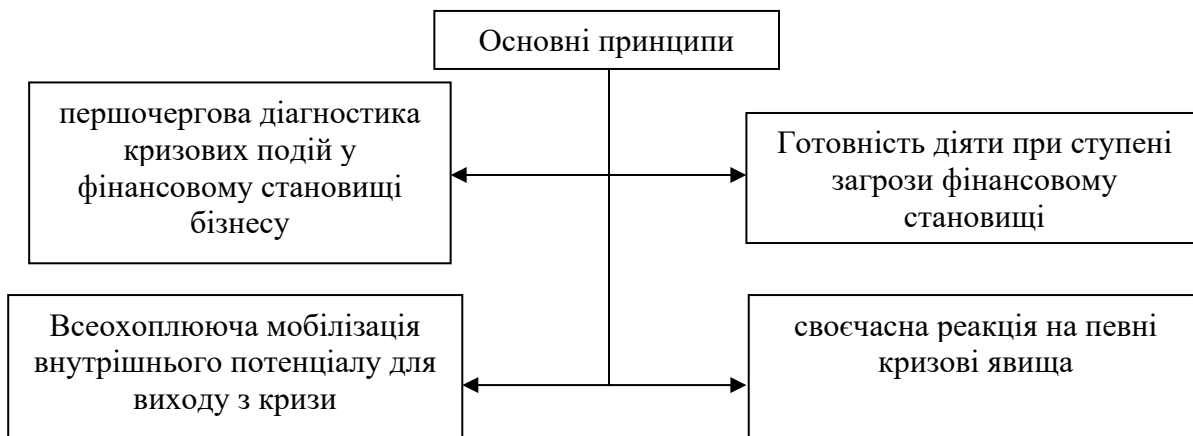 Основні принципи
першочергова діагностика
кризових подій у
фінансовому становищі
бізнесу
Готовність діяти при ступені
загрози фінансовому
становищі
Всеохоплююча мобілізація
внутрішнього потенціалу для
виходу з кризи
своєчасна реакція на певні
кризові явища